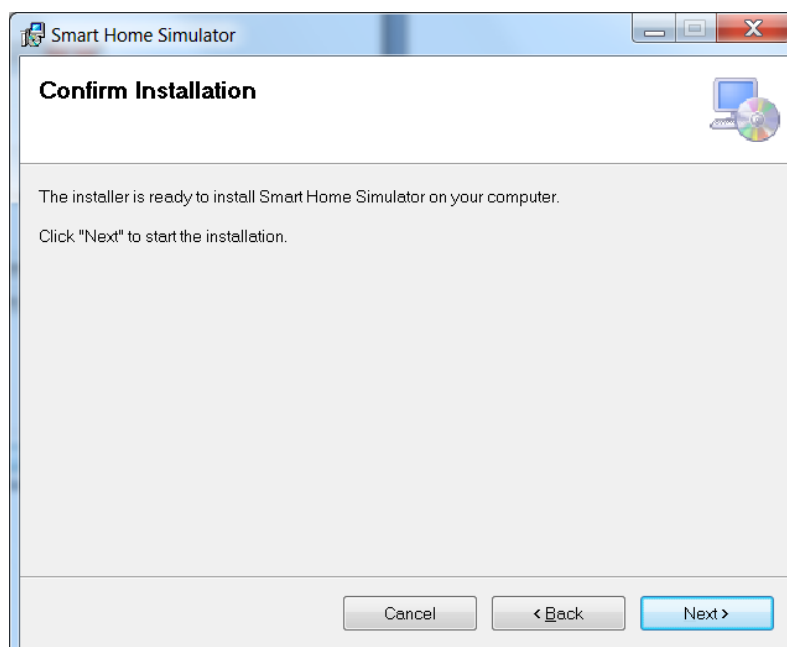 Smart Home Simulator
Confirm Installation
The installer is ready to install Smart Home Simulator on your computer.
Click "Next" to start the installation.
Cancel
< Back
Next >